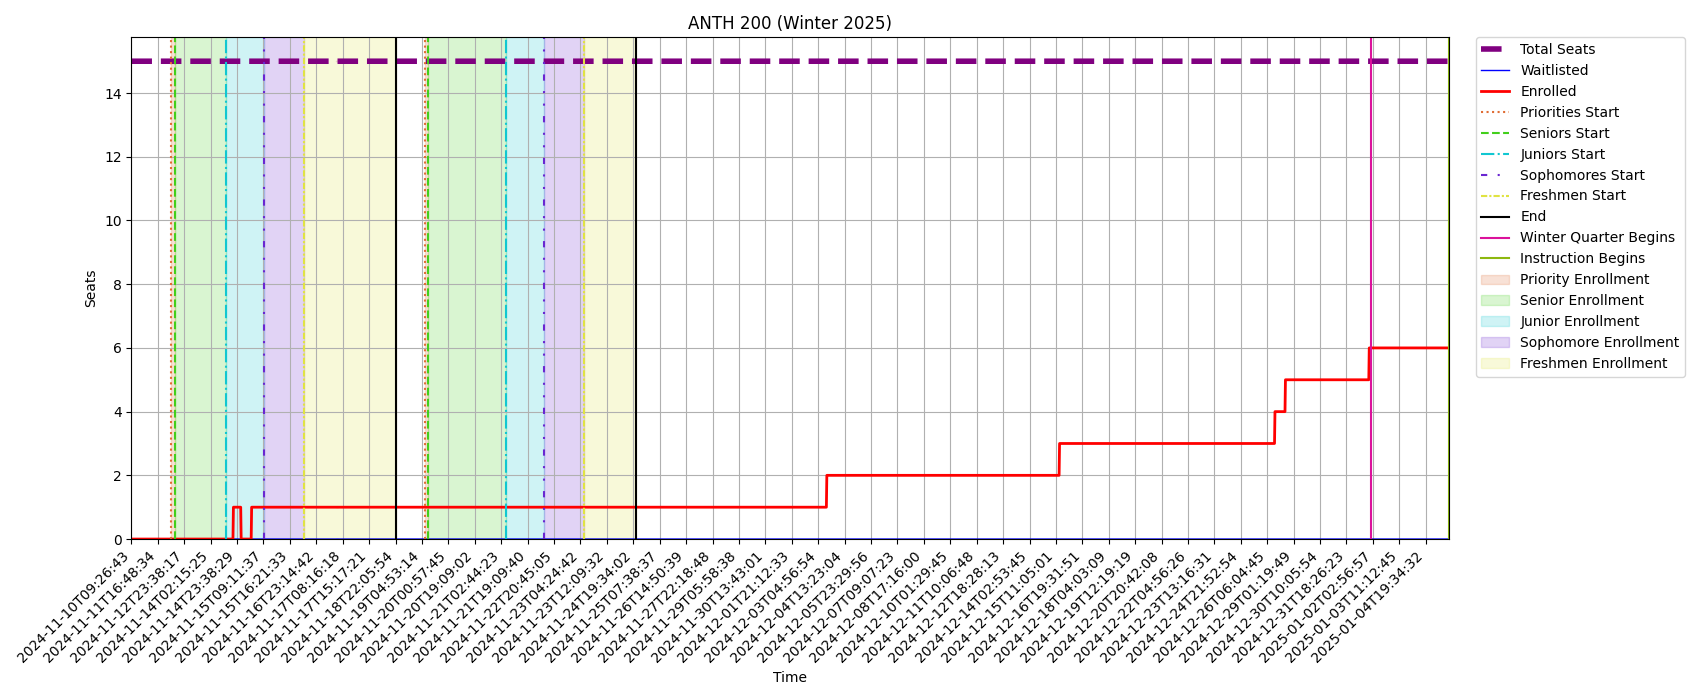 ANTH 200 (Winter 2025)
Seats
14
12
10
8
6
4
2
0
2024-11-10T09:26:43
2024-11-11T16:48:34
2024-11-12T23:38:17
2024-11-14T02:15:25
2024-11-14T23:38:29
2024-11-15T09:11:37
2024-11-15T16:21:33
2024-11-16T23:14:42
2024-11-17T08:16:18
2024-11-17T15:17:21
2024-11-18T22:05:54
2024-11-19T04:53:14
2024-11-20T00:57:45
2024-11-20T19:09:02
2024-11-21T02:44:23
2024-11-21T19:09:40
2024-11-22T20:45:05
2024-11-23T04:24:42
2024-11-23T12:09:32
2024-11-24T19:34:02
2024-11-25T07:38:37
2024-11-26T14:50:39
2024-11-27T22:18:48
2024-11-29T05:58:38
2024-11-30T13:43:01
2024-12-01T21:12:33
2024-12-03T04:56:54
2024-12-04T13:23:04
2024-12-05T23:29:56
2024-12-07T09:07:23
2024-12-08T17:16:00
2024-12-10T01:29:45
2024-12-11T10:06:48
2024-12-12T18:28:13
2024-12-14T02:53:45
2024-12-15T11:05:01
2024-12-16T19:31:51
2024-12-18T04:03:09
2024-12-19T12:19:19
2024-12-20T20:42:08
2024-12-22T04:56:26
2024-12-23T13:16:31
2024-12-24T21:52:54
2024-12-26T06:04:45
2024-12-29T01:19:49
2024-12-30T10:05:54
2024-12-31T18:26:23
2025-01-02T02:56:57
2025-01-03T11:12:45
2025-01-04T19:34:32
Time
Total Seats
Waitlisted
Enrolled
Priorities Start
Seniors Start
Juniors Start
Sophomores Start
Freshmen Start
End
Winter Quarter Begins
Instruction Begins
Priority Enrollment
Senior Enrollment
Junior Enrollment
Sophomore Enrollment
Freshmen Enrollment